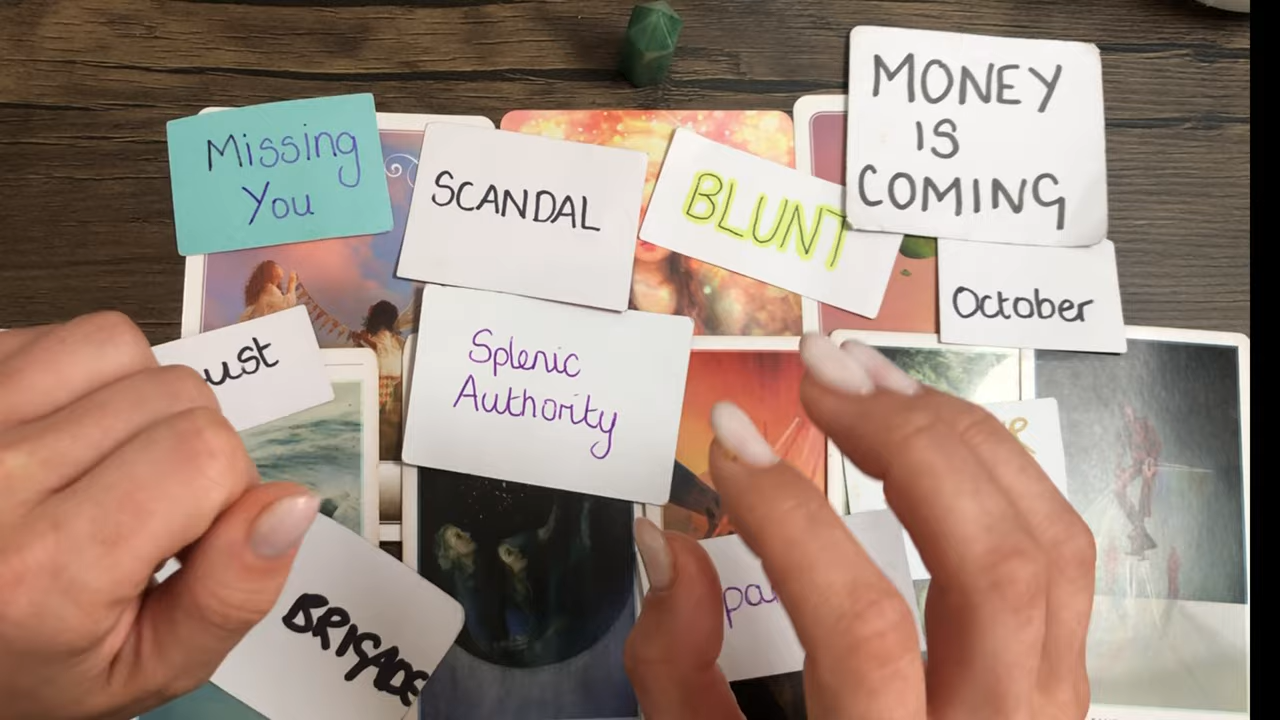 Missing
You
SCANDAL
BLUNT
MONEY
IS
COMING
October
Splenic
Authority
BRIGADE